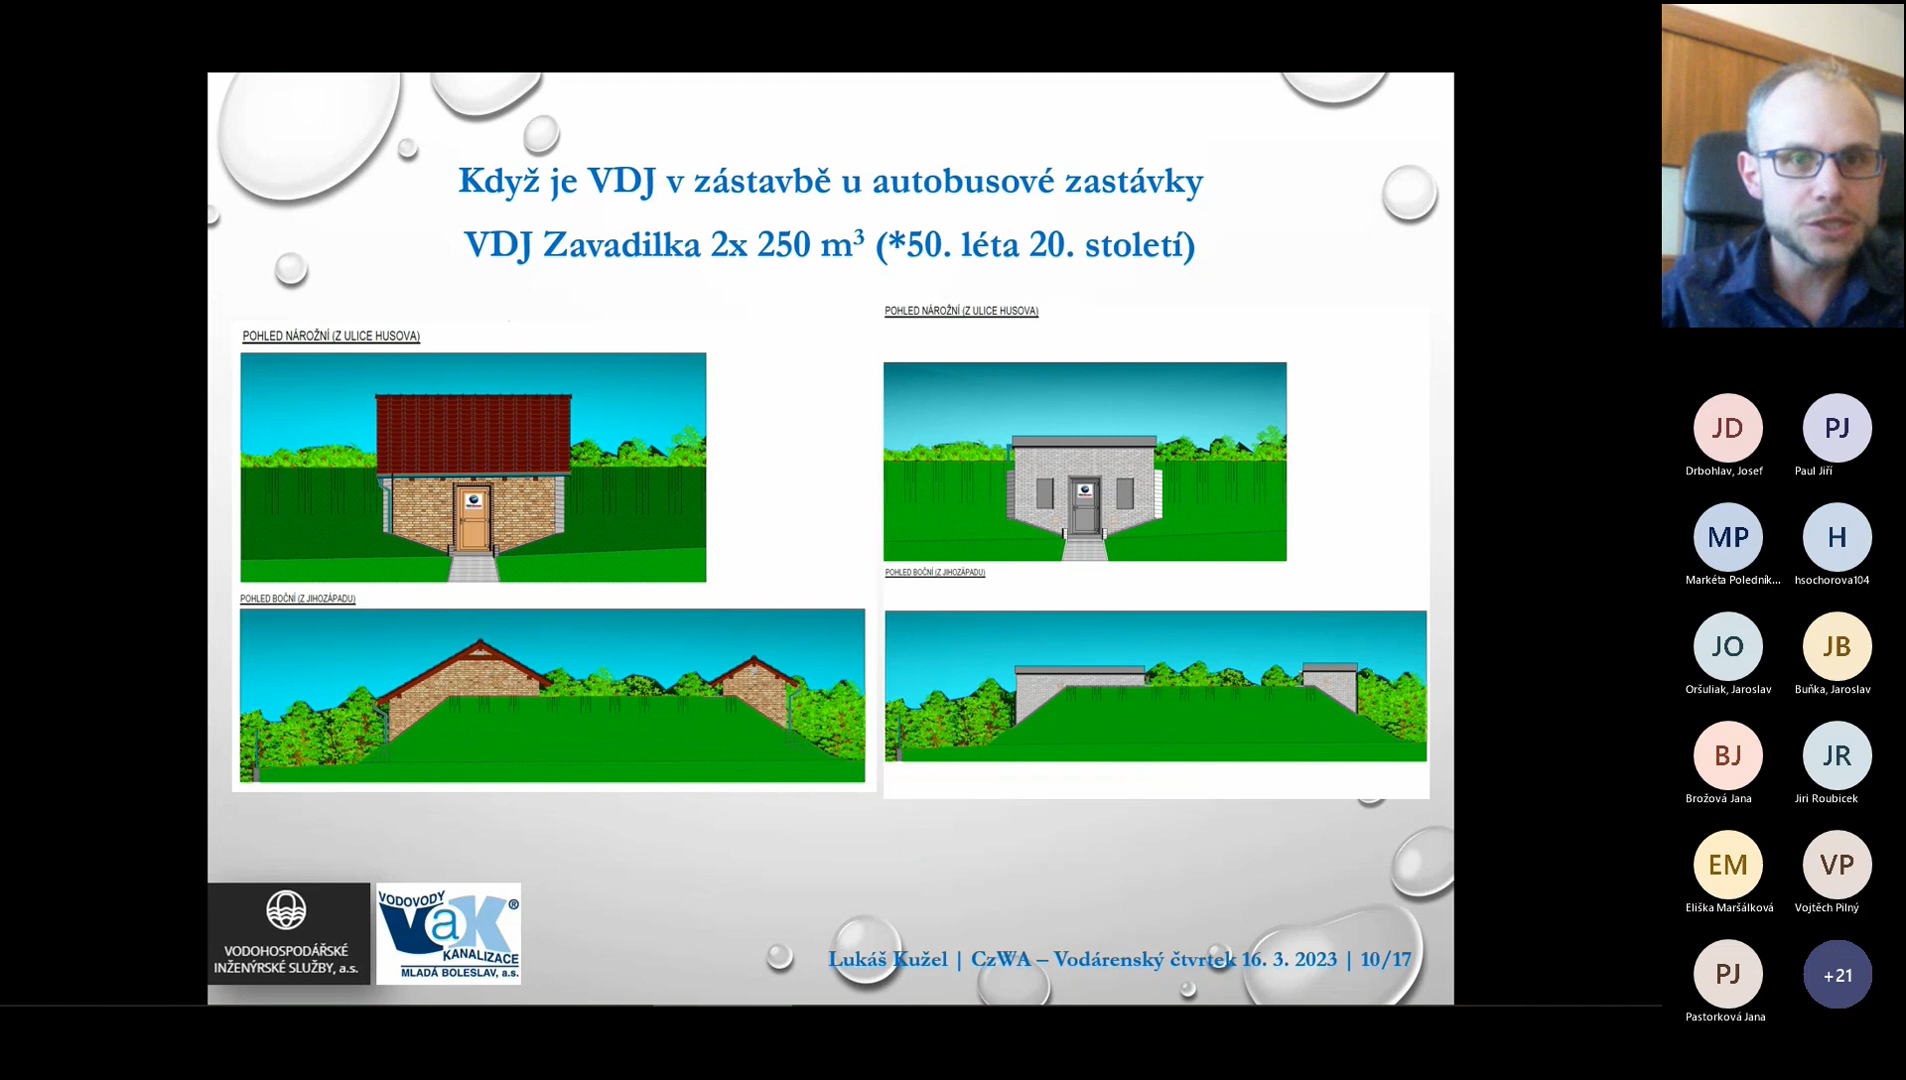 Když je VDJ v zástavbě u autobusové zastávky
VDJ Zavadilka 2x 250 m³ (*50. léta 20. století)
POHLED NÁROŽNÍ (Z ULICE HUSOVA)
POHLED NÁROŽNÍ (Z ULICE HUSOVA)
POHLED BOČNÍ (Z JIHOZÁPADU)
POHLED BOČNÍ (Z JIHOZÁPADU)
VODOHOSPODÁŘSKÉ
INŽENÝRSKÉ SLUŽBY, a.s.
VODOVODY
VaK®
KANALIZACE
MLADÁ BOLESLAV, a.s.
Lukáš Kužel | CzWA – Vodárenský čtvrtek 16. 3. 2023 | 10/17
JD
Drbohlav, Josef
PJ
Paul Jiří
MP
Markéta Poledník...
H
hsochorova104
JO
Oršuliak, Jaroslav
JB
Buňka, Jaroslav
BJ
Brožová Jana
JR
Jiri Roubicek
EM
Eliška Maršálková
VP
Vojtěch Pilný
PJ
Pastorková Jana
+21